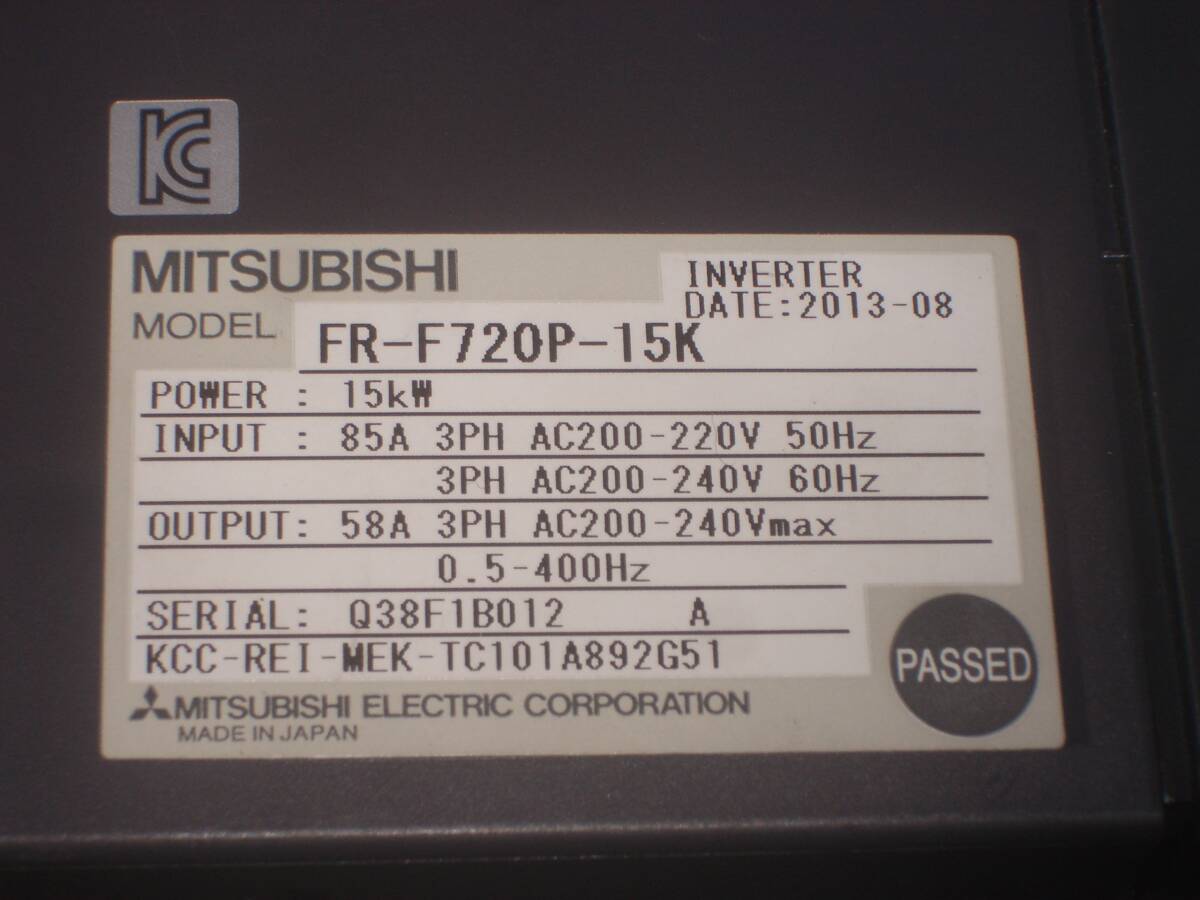 KC
MITSUBISHI
INVERTER
DATE:2013-08
MODEL FR-F720P-15K
POWER : 15kW
INPUT : 85A 3PH AC200-220V 50Hz
3PH AC200-240V 60Hz
OUTPUT: 58A 3PH AC200-240Vmax
0.5-400Hz
SERIAL: Q38F1B012 A
KCC-REI-MEK-TC101A892G51
PASSED
MITSUBISHI ELECTRIC CORPORATION
MADE IN JAPAN